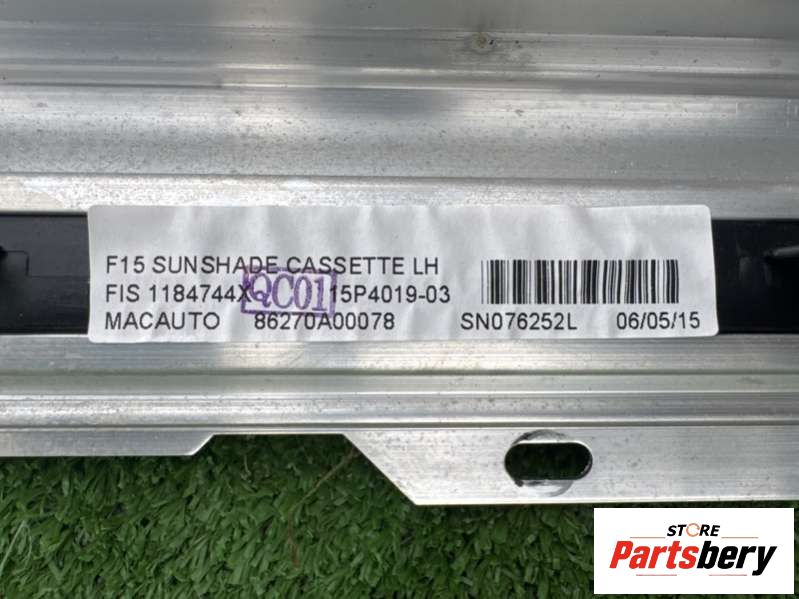 F15 SUNSHADE CASSETTE LH
FIS 1184744X QC01 15P4019-03
MACAUTO 86270A00078 SN076252L 06/05/15
STORE
Partsbery